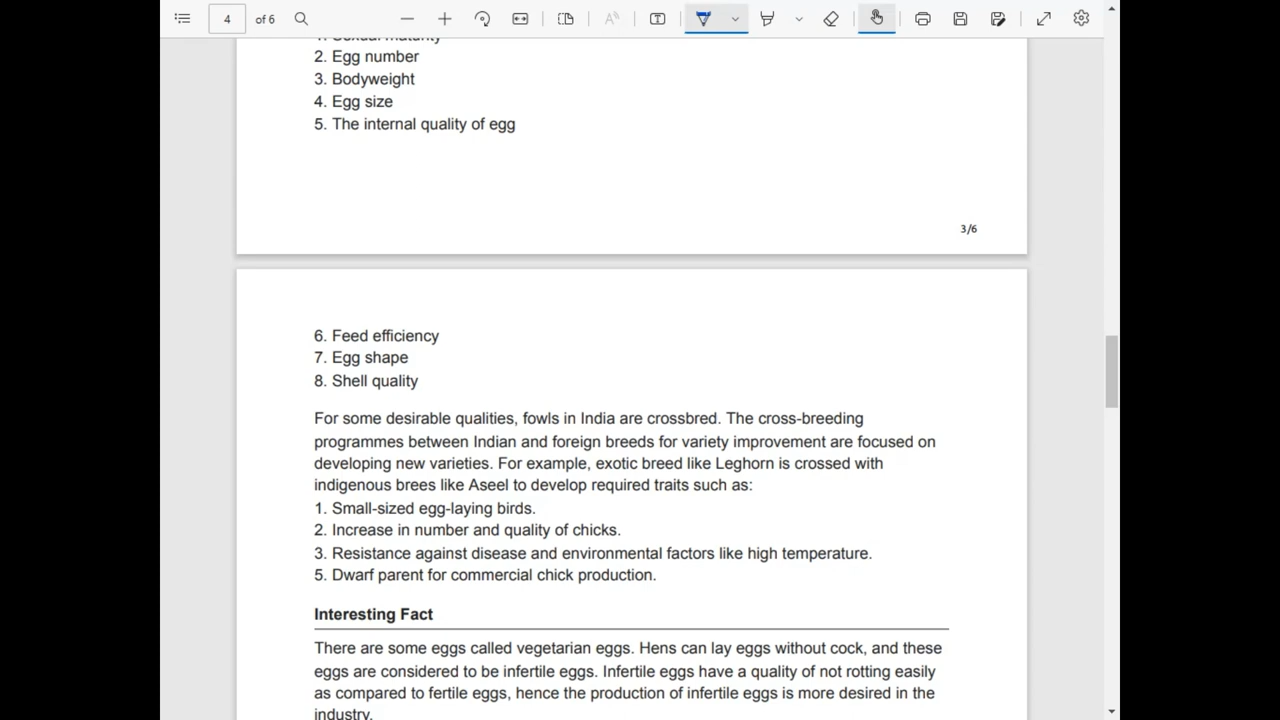 4 of 6
1. Sexual maturity
2. Egg number
3. Bodyweight
4. Egg size
5. The internal quality of egg
3/6
6. Feed efficiency
7. Egg shape
8. Shell quality
For some desirable qualities, fowls in India are crossbred. The cross-breeding
programmes between Indian and foreign breeds for variety improvement are focused on
developing new varieties. For example, exotic breed like Leghorn is crossed with
indigenous brees like Aseel to develop required traits such as:
1. Small-sized egg-laying birds.
2. Increase in number and quality of chicks.
3. Resistance against disease and environmental factors like high temperature.
5. Dwarf parent for commercial chick production.
Interesting Fact
There are some eggs called vegetarian eggs. Hens can lay eggs without cock, and these
eggs are considered to be infertile eggs. Infertile eggs have a quality of not rotting easily
as compared to fertile eggs, hence the production of infertile eggs is more desired in the
industry.